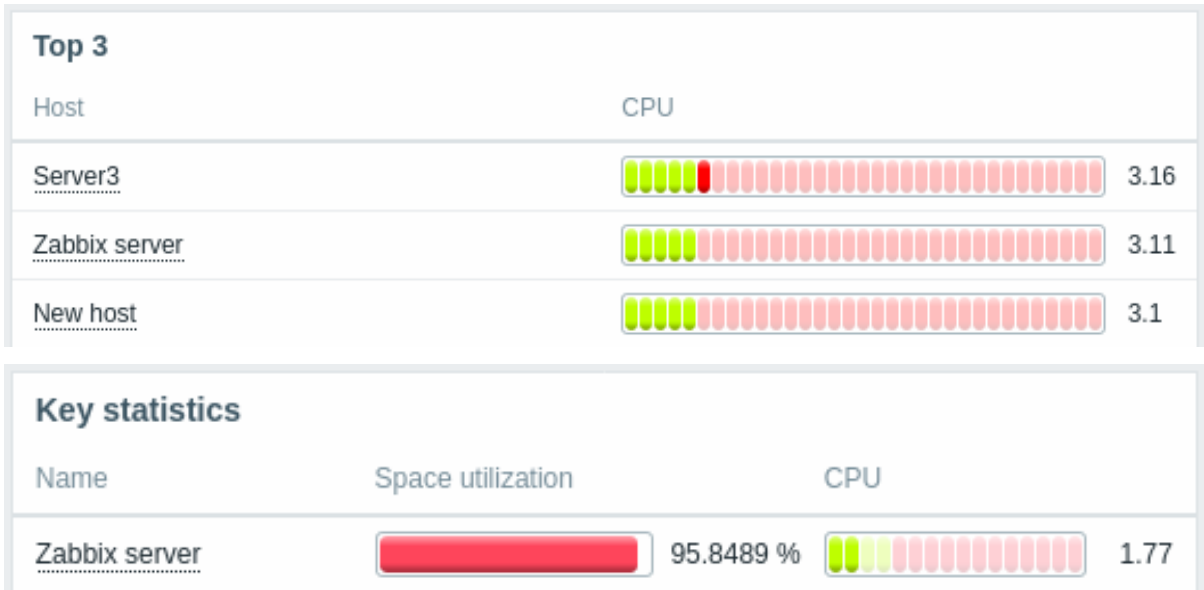 Top 3
Host CPU
Server3 3.16
Zabbix server 3.11
New host 3.1
Key statistics
Name Space utilization CPU
Zabbix server 95.8489 % 1.77